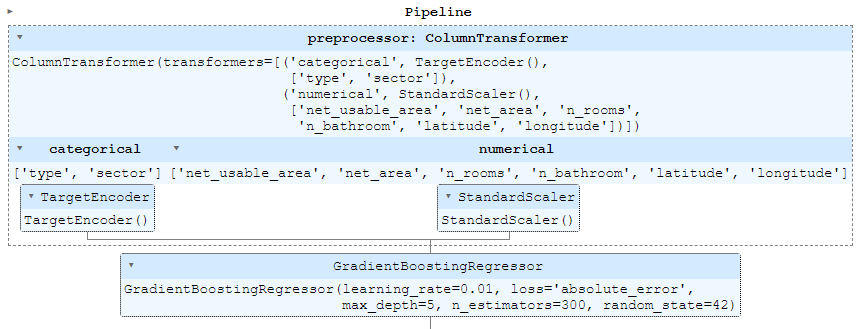 Pipeline
preprocessor: ColumnTransformer
ColumnTransformer(transformers=[('categorical', TargetEncoder(),
['type', 'sector']),
('numerical', StandardScaler(),
['net_usable_area', 'net_area', 'n_rooms',
'n_bathroom', 'latitude', 'longitude'])])
categorical
numerical
['type', 'sector']
['net_usable_area', 'net_area', 'n_rooms', 'n_bathroom', 'latitude', 'longitude']
TargetEncoder
StandardScaler
TargetEncoder()
StandardScaler()
GradientBoostingRegressor
GradientBoostingRegressor(learning_rate=0.01, loss='absolute_error',
max_depth=5, n_estimators=300, random_state=42)